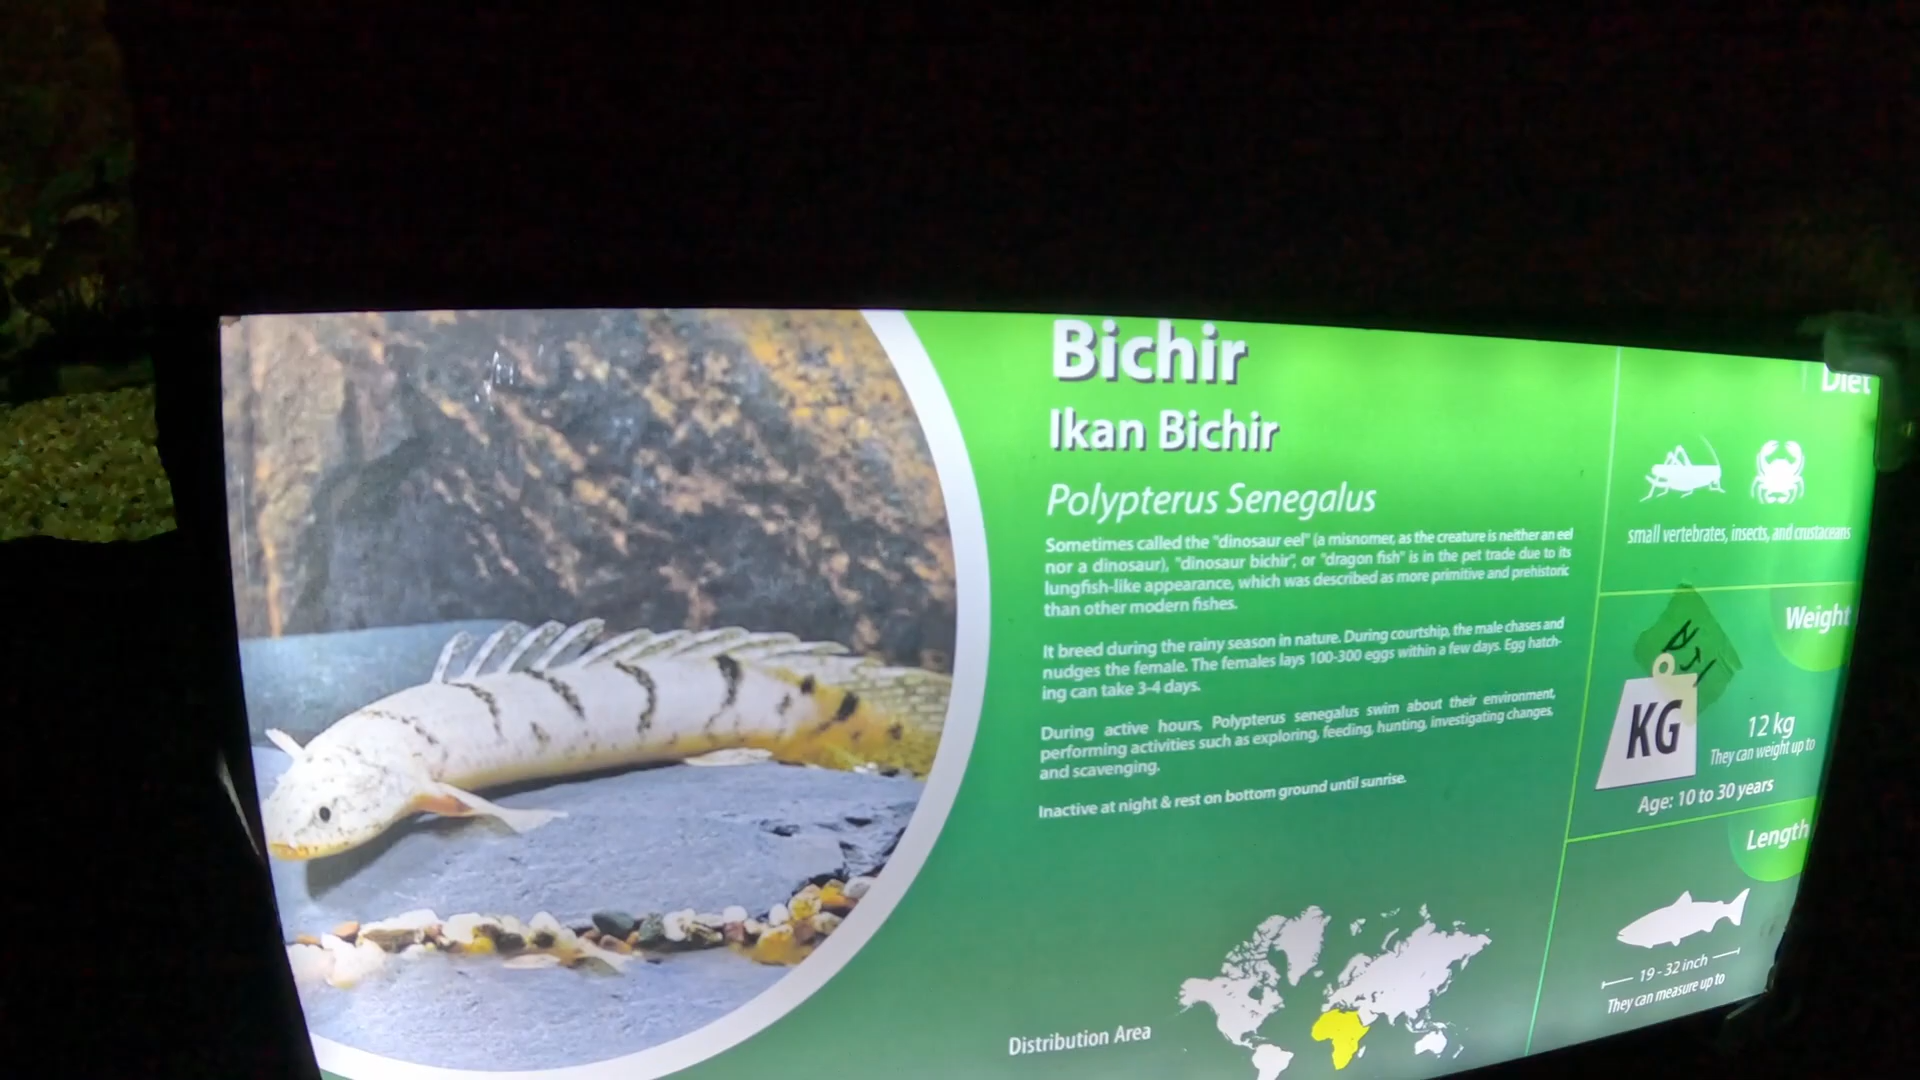 Bichir
Ikan Bichir
Polypterus Senegalus
Sometimes called the "dinosaur eel" (a misnomer, as the creature is neither an eel
nor a dinosaur), "dinosaur bichir", or "dragon fish" is in the pet trade due to its
lungfish-like appearance, which was described as more primitive and prehistoric
than other modern fishes.
It breed during the rainy season in nature. During courtship, the male chases and
nudges the female. The females lays 100-300 eggs within a few days. Egg hatch-
ing can take 3-4 days.
During active hours, Polypterus senegalus swim about their environment,
performing activities such as exploring, feeding, hunting, investigating changes,
and scavenging.
Inactive at night & rest on bottom ground until sunrise.
Distribution Area
Diet
small vertebrates, insects, and crustaceans
Weight
KG
12 kg
They can weight up to
Age: 10 to 30 years
Length
19 - 32 inch
They can measure up to